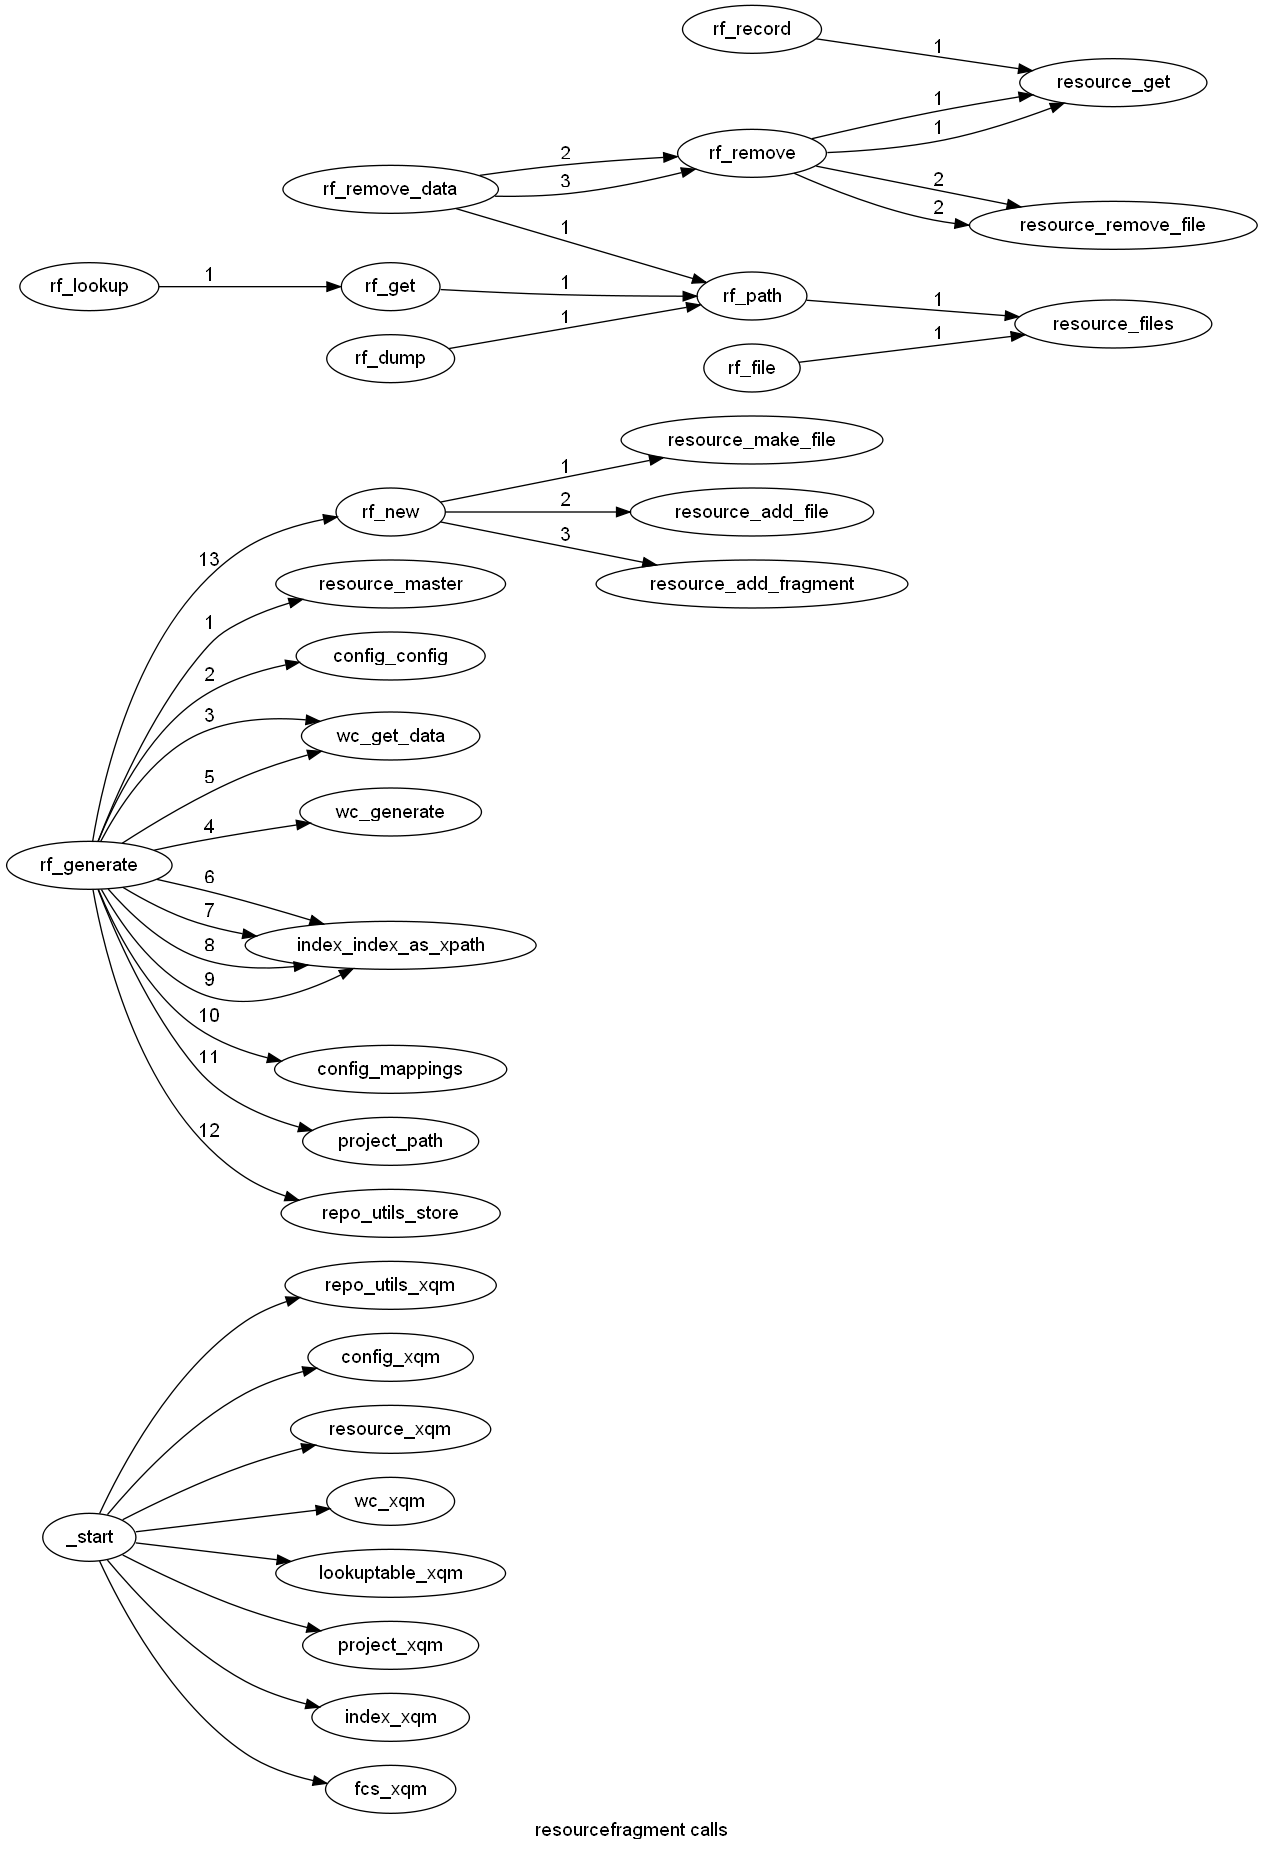 rf_record
1
resource_get
1
1
rf_remove
2
rf_remove_data
3
2
resource_remove_file
2
1
rf_lookup
1
rf_get
1
rf_path
1
resource_files
1
rf_dump
rf_file
1
resource_make_file
1
rf_new
2
resource_add_file
3
resource_add_fragment
13
resource_master
1
config_config
2
3
wc_get_data
5
wc_generate
4
rf_generate
6
7
index_index_as_xpath
8
9
10
config_mappings
11
project_path
12
repo_utils_store
repo_utils_xqm
config_xqm
resource_xqm
wc_xqm
_start
lookuptable_xqm
project_xqm
index_xqm
fcs_xqm
resourcefragment calls